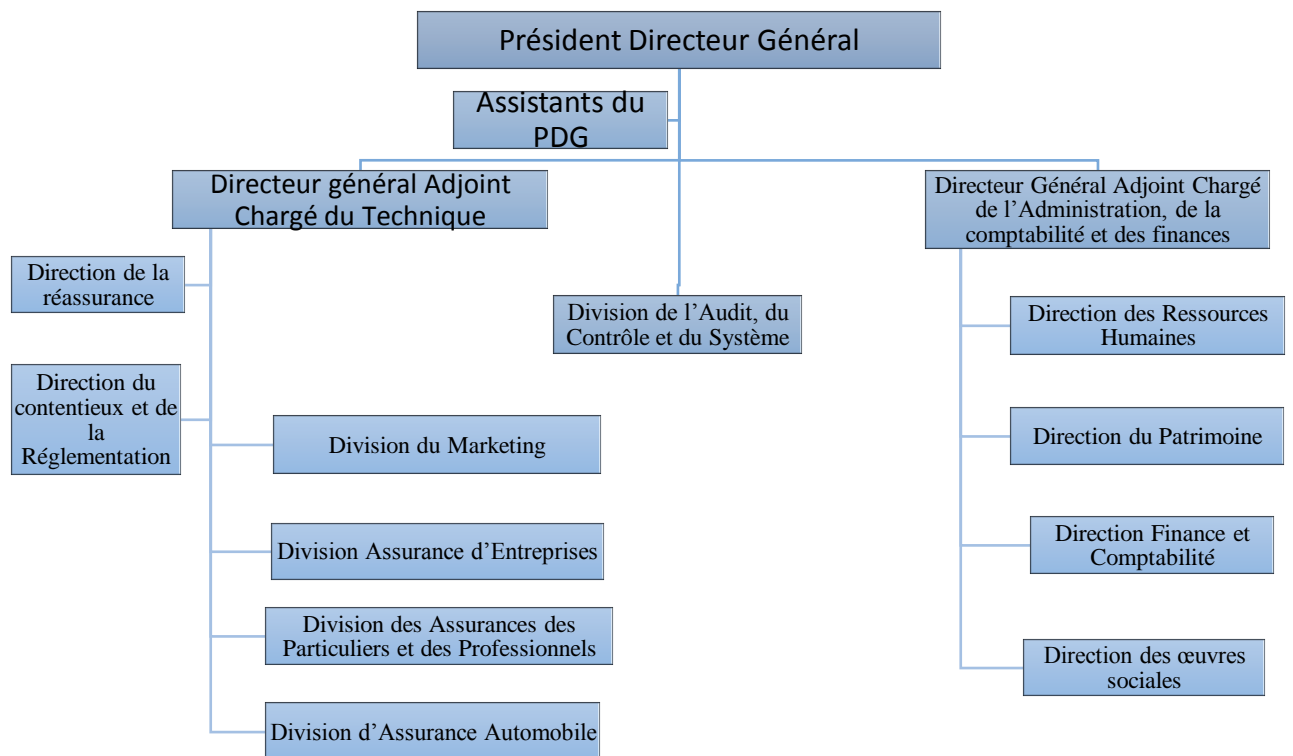 Président Directeur Général
Assistants du
PDG
Directeur général Adjoint
Chargé du Technique
Directeur Général Adjoint Chargé
de l’Administration, de la
comptabilité et des finances
Direction de la
réassurance
Division de l’Audit, du
Contrôle et du Système
Direction des Ressources
Humaines
Direction du
contentieux et de
la
Réglementation
Division du Marketing
Direction du Patrimoine
Division Assurance d’Entreprises
Direction Finance et
Comptabilité
Division des Assurances des
Particuliers et des Professionnels
Direction des œuvres
sociales
Division d’Assurance Automobile